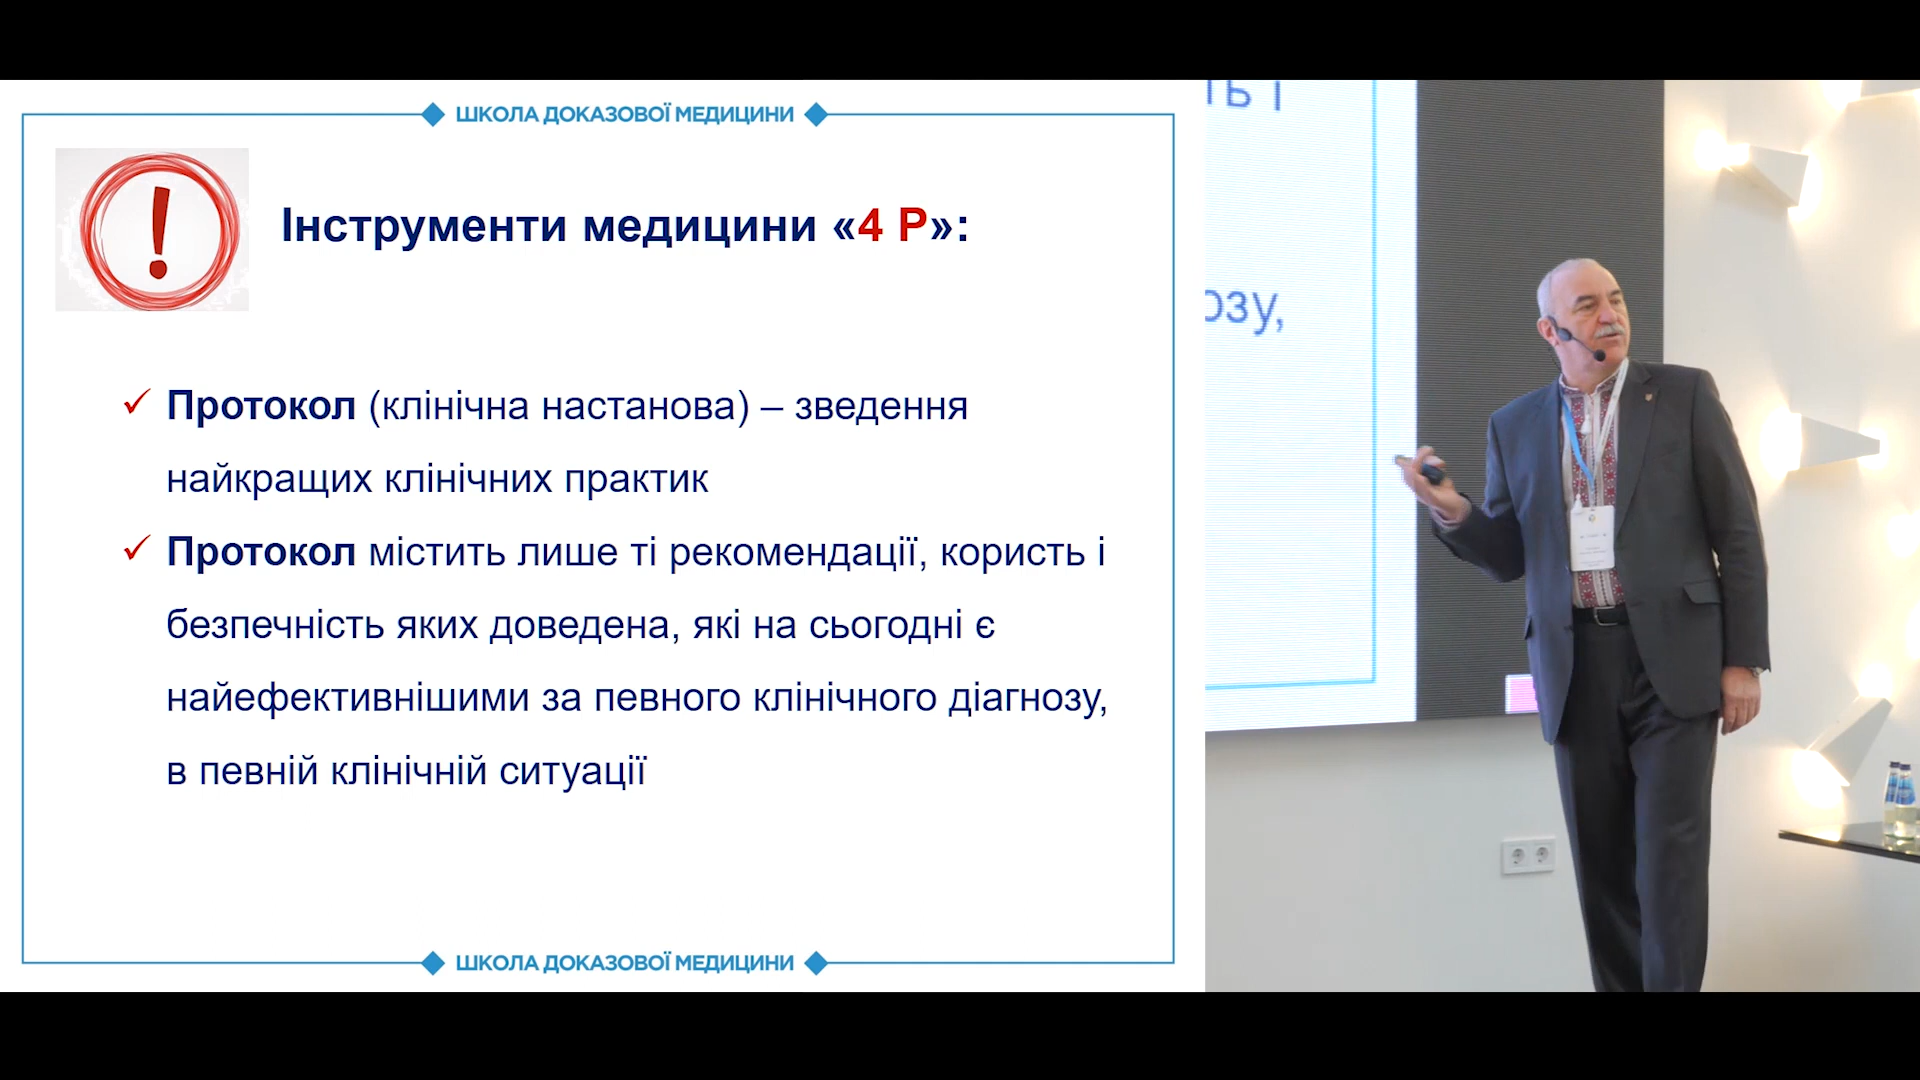 ШКОЛА ДОКАЗОВОЇ МЕДИЦИНИ
Інструменти медицини «4 Р»:
Протокол (клінічна настанова) – зведення
найкращих клінічних практик
Протокол містить лише ті рекомендації, користь і
безпечність яких доведена, які на сьогодні є
найефективнішими за певного клінічного діагнозу,
в певній клінічній ситуації
ШКОЛА ДОКАЗОВОЇ МЕДИЦИНИ
ть і
озу,